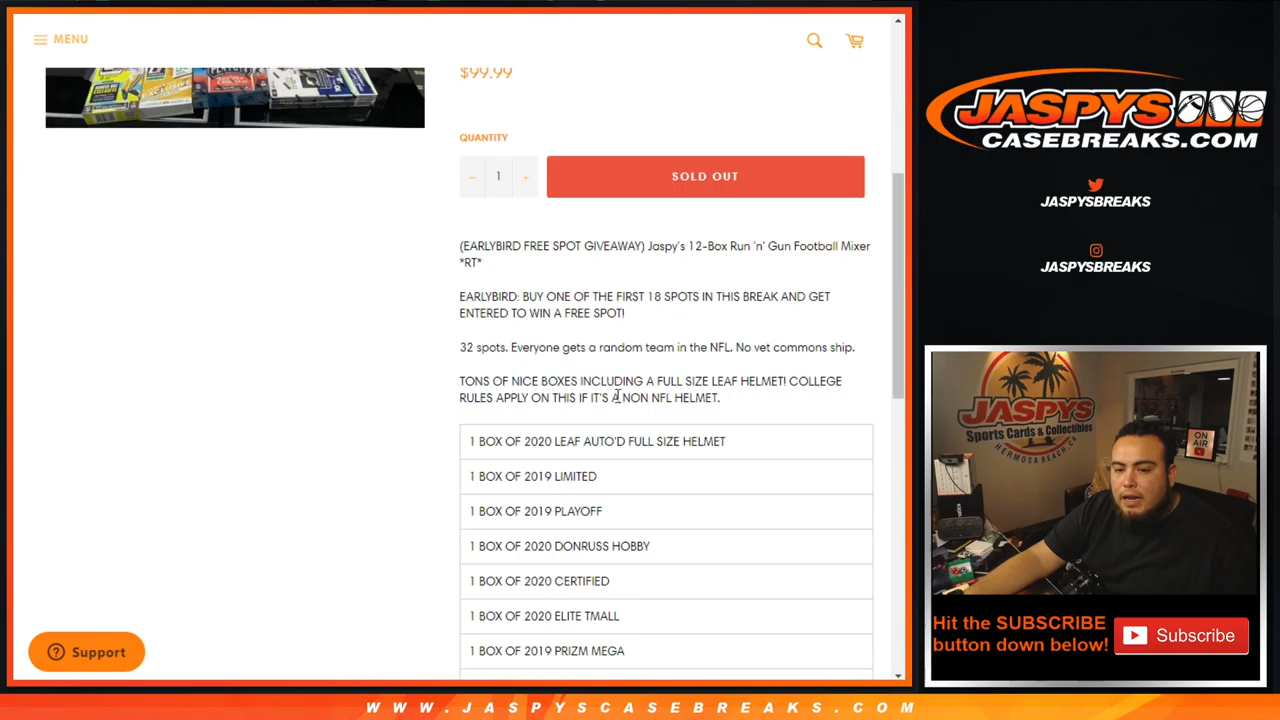 MENU
$99.99
QUANTITY
− 1 +
SOLD OUT
(EARLYBIRD FREE SPOT GIVEAWAY) Jaspy's 12-Box Run 'n' Gun Football Mixer
*RT*
EARLYBIRD: BUY ONE OF THE FIRST 18 SPOTS IN THIS BREAK AND GET
ENTERED TO WIN A FREE SPOT!
32 spots. Everyone gets a random team in the NFL. No vet commons ship.
TONS OF NICE BOXES INCLUDING A FULL SIZE LEAF HELMET! COLLEGE
RULES APPLY ON THIS IF IT'S A NON NFL HELMET.
1 BOX OF 2020 LEAF AUTO'D FULL SIZE HELMET
1 BOX OF 2019 LIMITED
1 BOX OF 2019 PLAYOFF
1 BOX OF 2020 DONRUSS HOBBY
1 BOX OF 2020 CERTIFIED
1 BOX OF 2020 ELITE TMALL
1 BOX OF 2019 PRIZM MEGA
Support
JASPYS
CASEBREAKS.COM
JASPYSBREAKS
JASPYSBREAKS
JASPYS
Sports Cards & Collectibles
HERMOSA BEACH, CA
ON
AIR
Hit the SUBSCRIBE
button down below!
Subscribe
WWW.JASPYSCASEBREAKS.COM